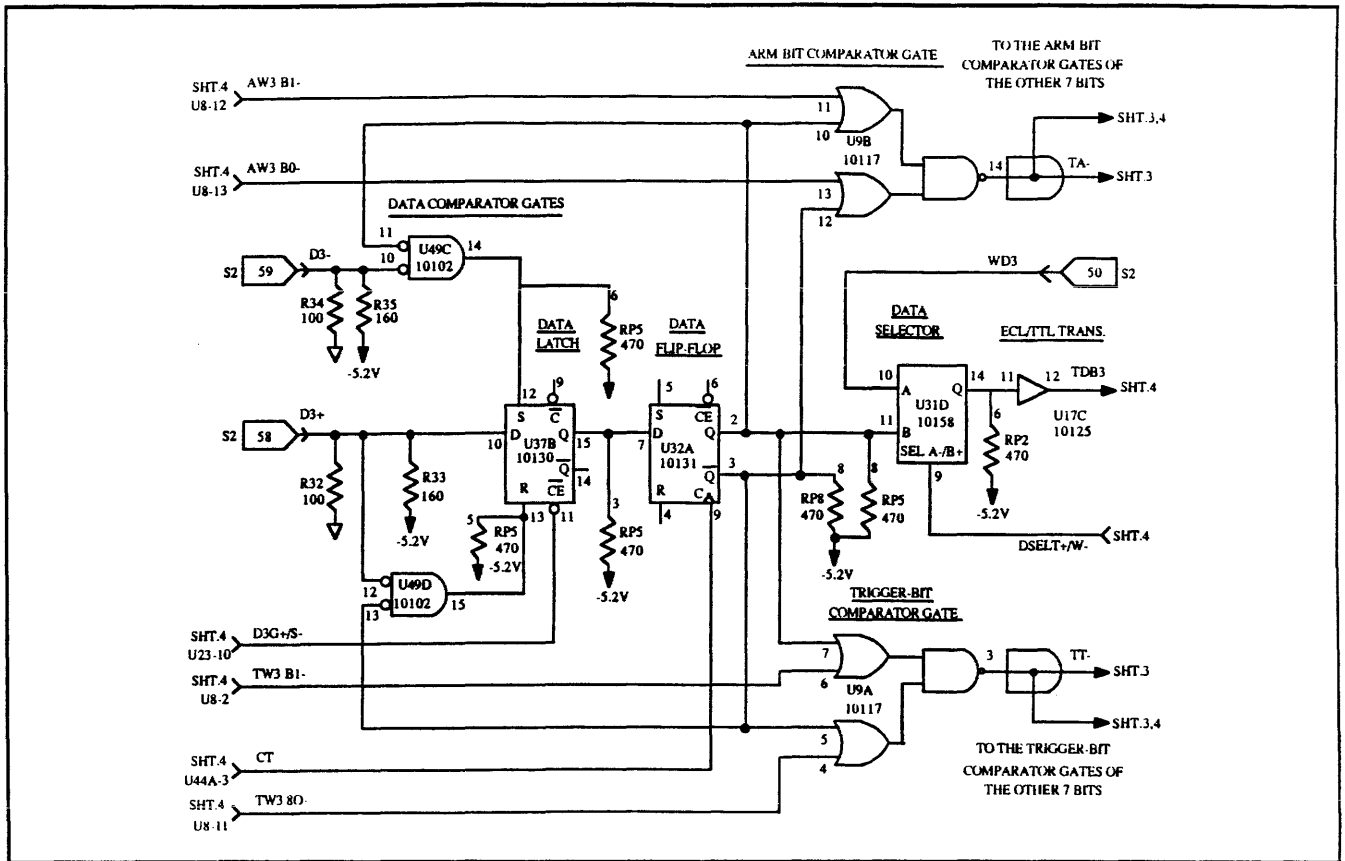 ARM BIT COMPARATOR GATE
TO THE ARM BIT
COMPARATOR GATES OF
THE OTHER 7 BITS
SHT.4
U8-12
AW3 B1-
11
10
U9B
10117
SHT.3,4
14
TA-
SHT.3
SHT.4
U8-13
AW3 B0-
13
12
DATA COMPARATOR GATES
11
10
U49C
10102
14
S2
59
D3-
R34
100
R35
160
-5.2V
6
RP5
470
WD3
50
S2
DATA
LATCH
DATA
FLIP-FLOP
DATA
SELECTOR
ECL/TTL TRANS.
12
9
S
C
D
Q
U37B
10130
Q
R
CE
10
15
14
13
11
5
6
S
CE
D
Q
U32A
10131
Q
R
C
7
2
3
4
9
10
A
Q
14
U31D
10158
11
B
SEL A-/B+
9
11
12
TDB3
SHT.4
U17C
10125
6
RP2
470
-5.2V
S2
58
D3+
R32
100
R33
160
-5.2V
5
RP5
470
-5.2V
3
RP5
470
-5.2V
8
RP8
470
8
RP5
470
-5.2V
DSELT+/W-
SHT.4
12
13
U49D
10102
15
TRIGGER-BIT
COMPARATOR GATE
SHT.4
U23-10
D3G+/S-
SHT.4
U8-2
TW3 B1-
7
6
U9A
10117
3
TT-
SHT.3
SHT.3,4
5
4
SHT.4
U44A-3
CT
SHT.4
U8-11
TW3 8O-
TO THE TRIGGER-BIT
COMPARATOR GATES OF
THE OTHER 7 BITS